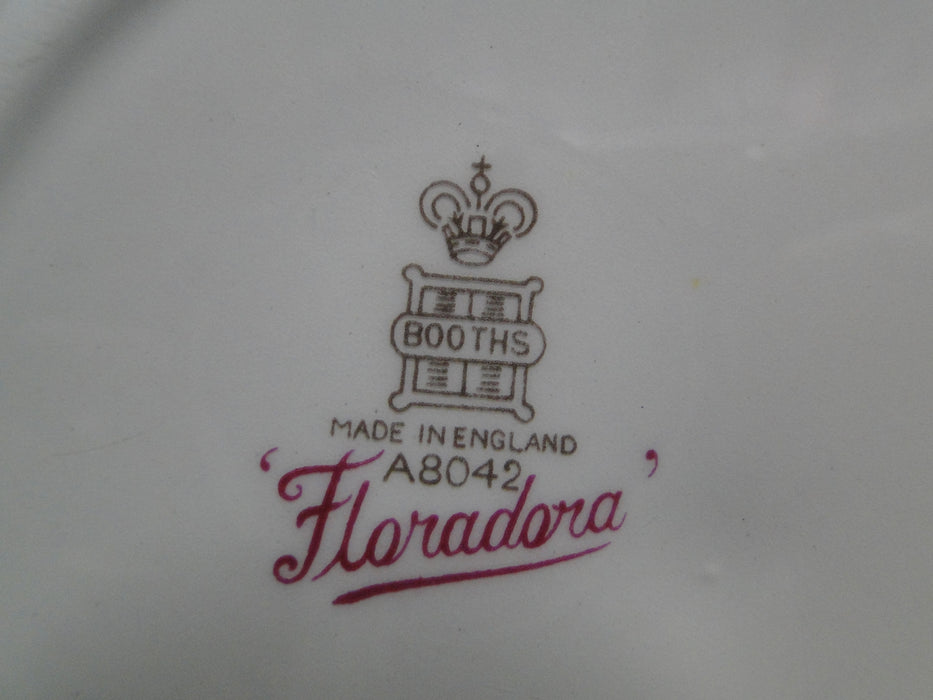 BOOTHS
MADE IN ENGLAND
A8042
'Floradora'